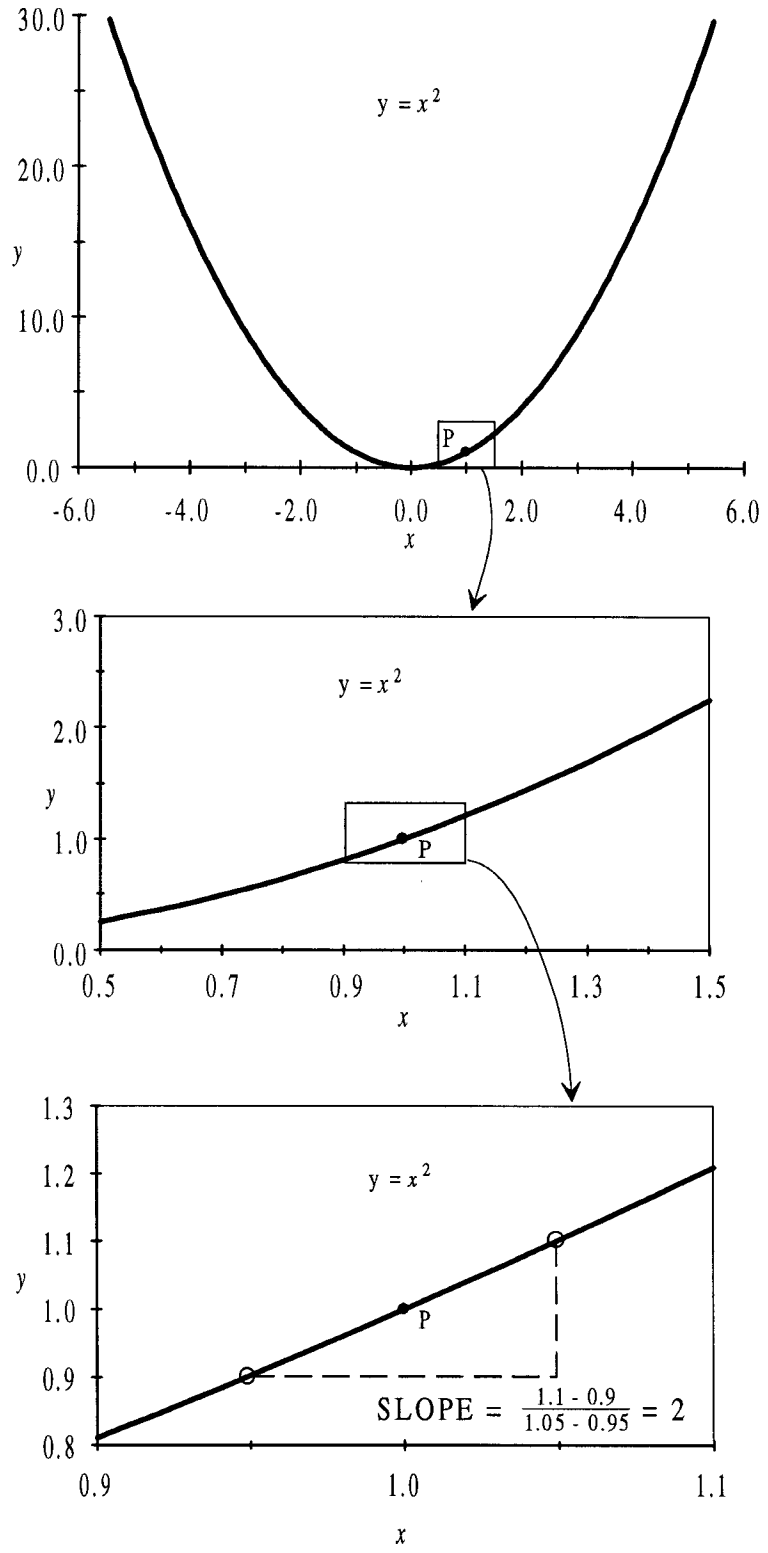 30.0
y = x²
20.0
y
10.0
P
0.0
-6.0 -4.0 -2.0 0.0 2.0 4.0 6.0
x
3.0
y = x²
2.0
y
1.0
P
0.0
0.5 0.7 0.9 1.1 1.3 1.5
x
1.3
y = x²
1.2
1.1
y
1.0
P
0.9
SLOPE = (1.1 - 0.9)/(1.05 - 0.95) = 2
0.8
0.9 1.0 1.1
x